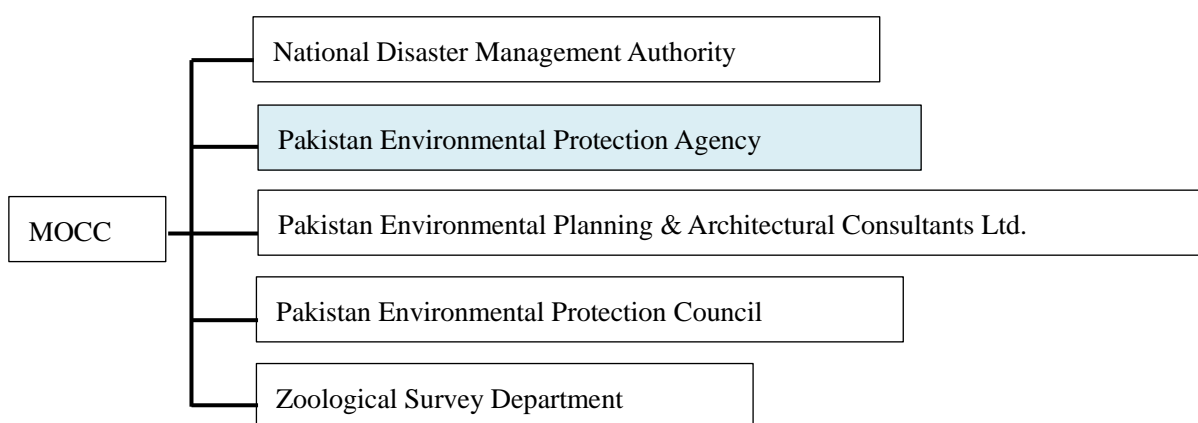 National Disaster Management Authority
Pakistan Environmental Protection Agency
MOCC
Pakistan Environmental Planning & Architectural Consultants Ltd.
Pakistan Environmental Protection Council
Zoological Survey Department